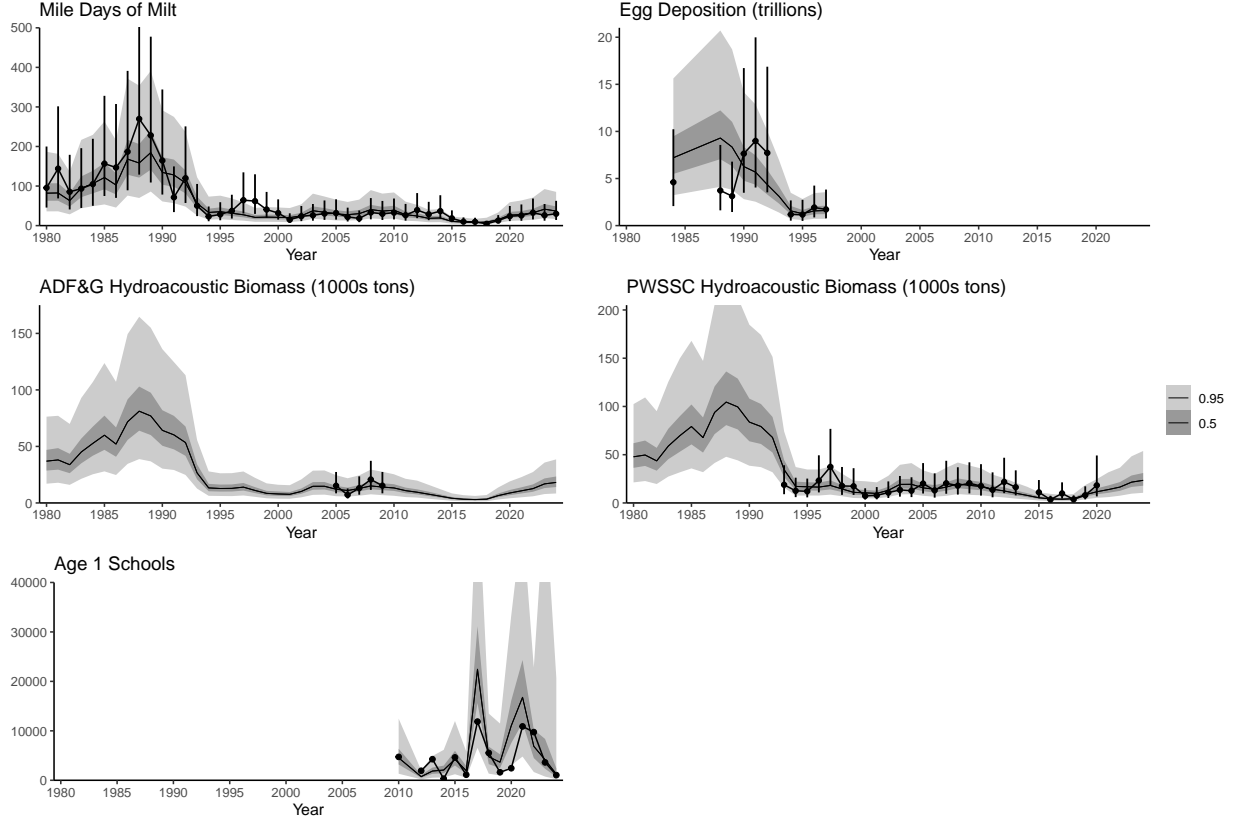 Mile Days of Milt
500
400
300
200
100
0
1980 1985 1990 1995 2000 2005 2010 2015 2020
Year
Egg Deposition (trillions)
20
15
10
5
0
1980 1985 1990 1995 2000 2005 2010 2015 2020
Year
ADF&G Hydroacoustic Biomass (1000s tons)
150
100
50
0
1980 1985 1990 1995 2000 2005 2010 2015 2020
Year
PWSSC Hydroacoustic Biomass (1000s tons)
200
150
100
50
0
1980 1985 1990 1995 2000 2005 2010 2015 2020
Year
0.95
0.5
Age 1 Schools
40000
30000
20000
10000
0
1980 1985 1990 1995 2000 2005 2010 2015 2020
Year